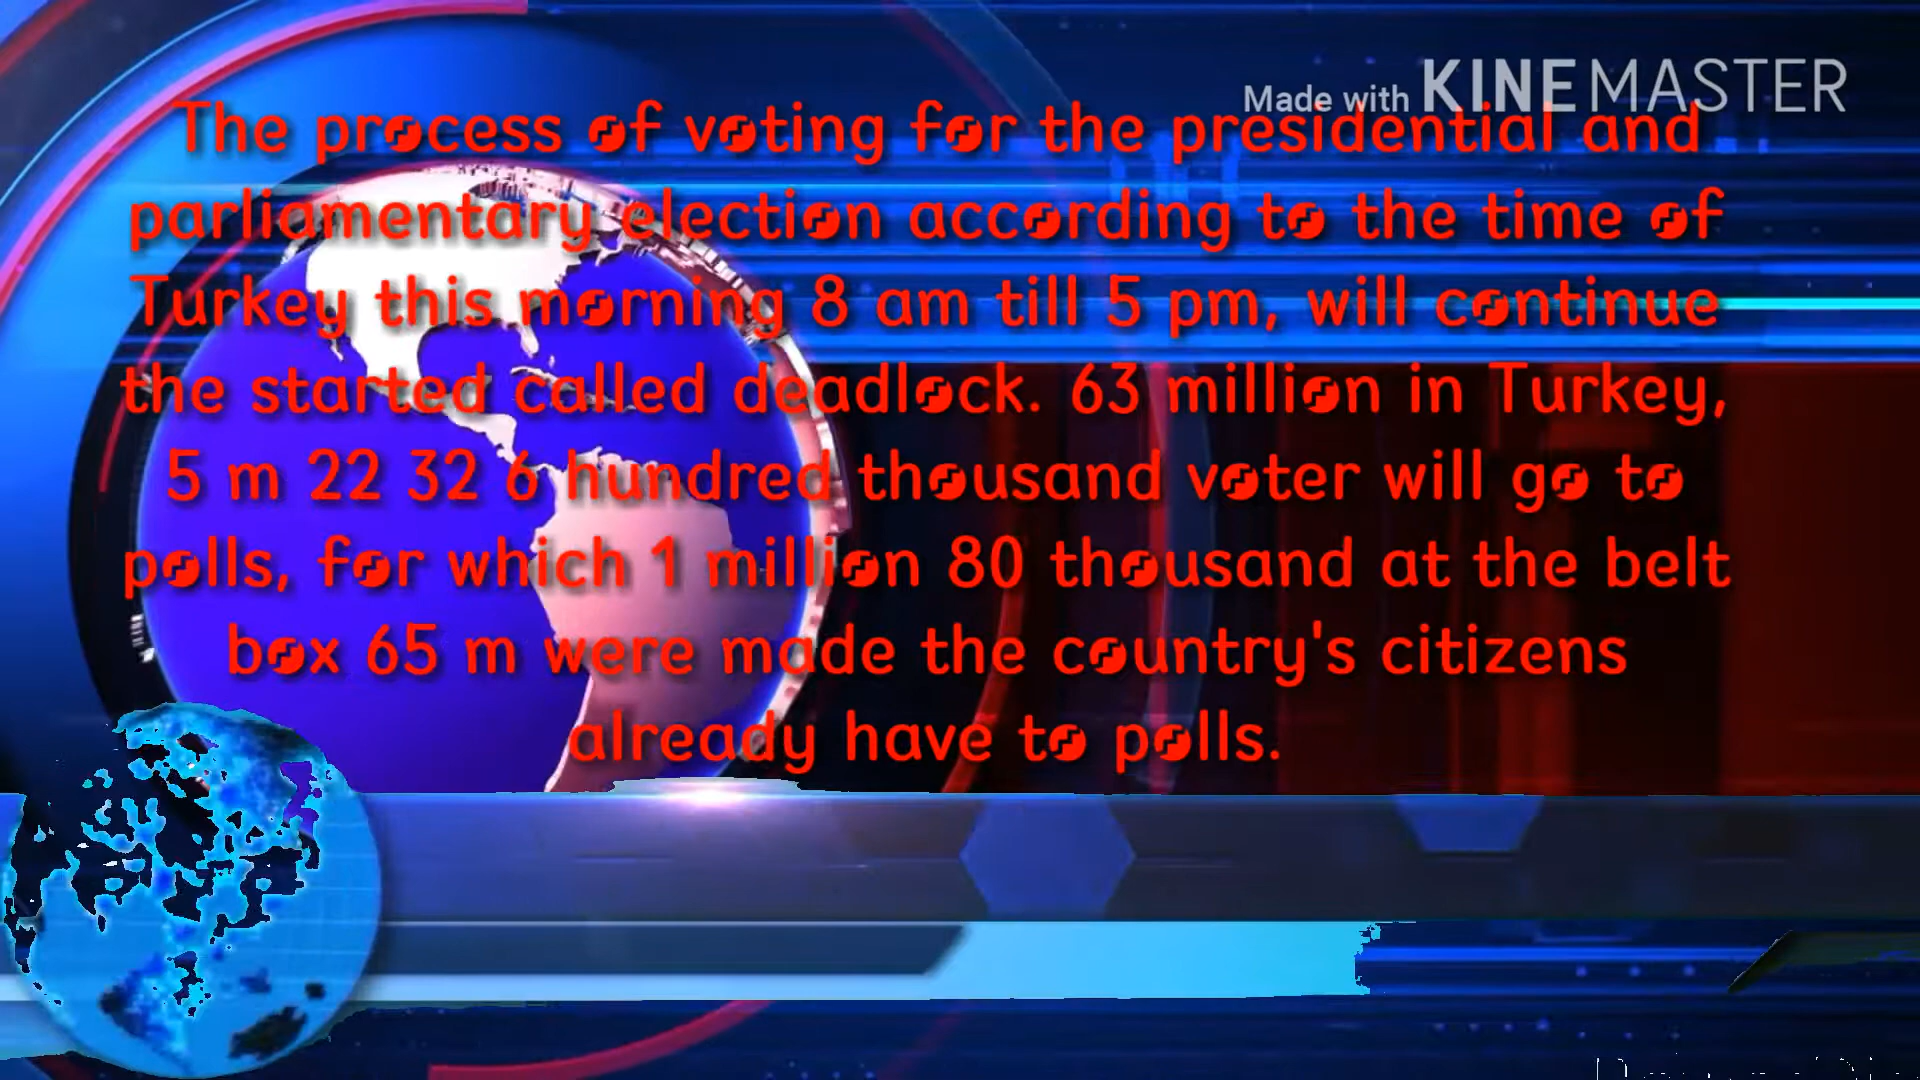 Made with KINEMASTER
The process of voting for the presidential and
parliamentary election according to the time of
Turkey this morning 8 am till 5 pm, will continue
the started called deadlock. 63 million in Turkey,
5 m 22 32 6 hundred thousand voter will go to
polls, for which 1 million 80 thousand at the belt
box 65 m were made the country's citizens
already have to polls.